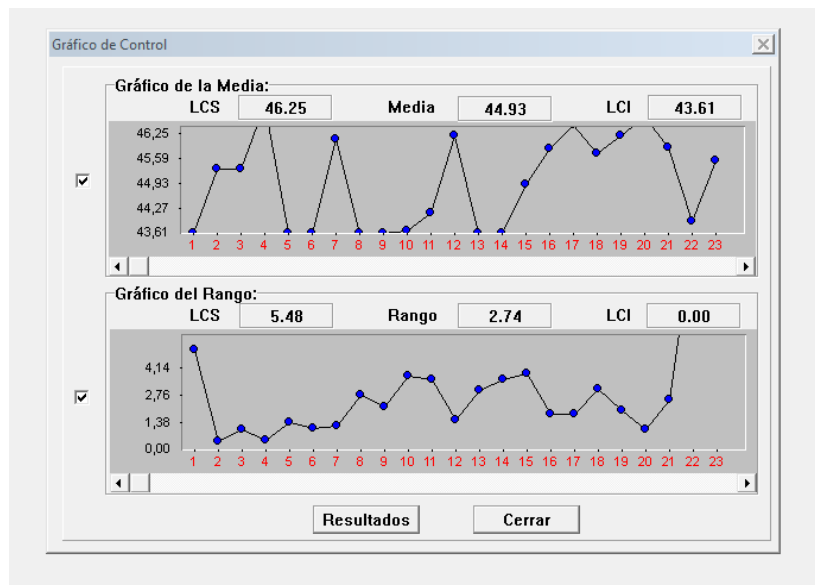 Gráfico de Control
Gráfico de la Media:
LCS 46.25 Media 44.93 LCI 43.61
46,25
45,59
44,93
44,27
43,61
1 2 3 4 5 6 7 8 9 10 11 12 13 14 15 16 17 18 19 20 21 22 23
Gráfico del Rango:
LCS 5.48 Rango 2.74 LCI 0.00
4,14
2,76
1,38
0,00
1 2 3 4 5 6 7 8 9 10 11 12 13 14 15 16 17 18 19 20 21 22 23
Resultados Cerrar